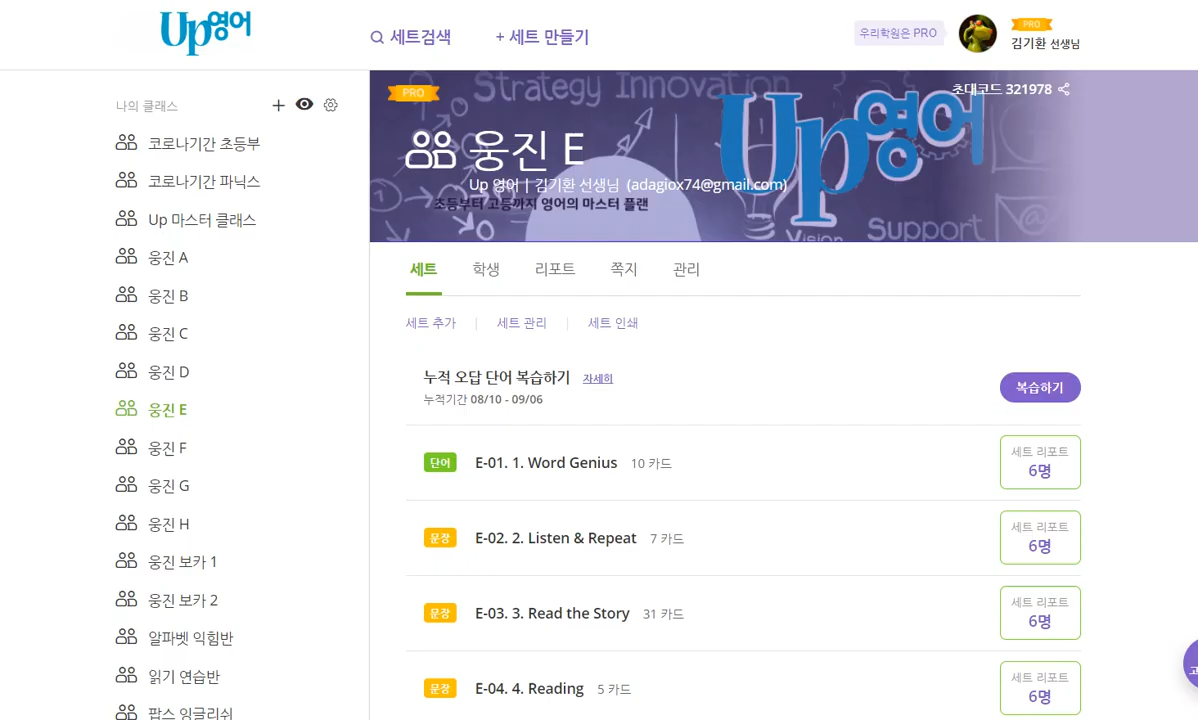 Up영어
세트검색
+ 세트 만들기
우리학원은 PRO
PRO
김기환 선생님
나의 클래스
코로나기간 초등부
코로나기간 파닉스
Up 마스터 클래스
웅진 A
웅진 B
웅진 C
웅진 D
웅진 E
웅진 F
웅진 G
웅진 H
웅진 보카 1
웅진 보카 2
알파벳 익힘반
읽기 연습반
팝스 잉글리쉬
PRO
Strategy Innovation
초대코드 321978
Up영어
웅진 E
Up 영어 | 김기환 선생님 (adagiox74@gmail.com)
초등부터 고등까지 영어의 마스터 플랜
Vision
Support
세트
학생
리포트
쪽지
관리
세트 추가
세트 관리
세트 인쇄
누적 오답 단어 복습하기 자세히
누적기간 08/10 - 09/06
복습하기
단어 E-01. 1. Word Genius 10 카드
세트 리포트
6명
문장 E-02. 2. Listen & Repeat 7 카드
세트 리포트
6명
문장 E-03. 3. Read the Story 31 카드
세트 리포트
6명
문장 E-04. 4. Reading 5 카드
세트 리포트
6명